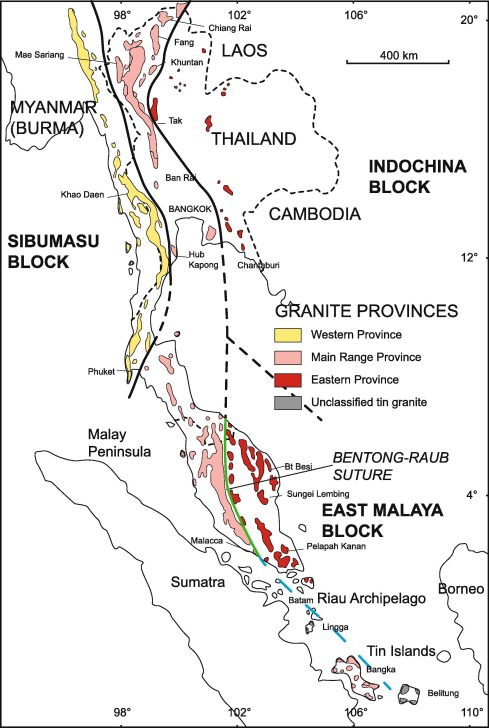 98°
102°
106°
20°
Chiang Rai
Fang
LAOS
Mae Sariang
Khuntan
400 km
MYANMAR
(BURMA)
Tak
THAILAND
INDOCHINA
BLOCK
Ban Rai
Khao Daen
BANGKOK
CAMBODIA
SIBUMASU
BLOCK
Hub
Kapong
Chantaburi
12°
GRANITE PROVINCES
Western Province
Main Range Province
Eastern Province
Unclassified tin granite
Phuket
Malay
Peninsula
BENTONG-RAUB
SUTURE
Bt Besi
Sungei Lembing
4°
EAST MALAYA
BLOCK
Malacca
Pelapah Kanan
Sumatra
Batam
Riau Archipelago
Borneo
Lingga
Tin Islands
Bangka
Belitung
98°
102°
106°
110°